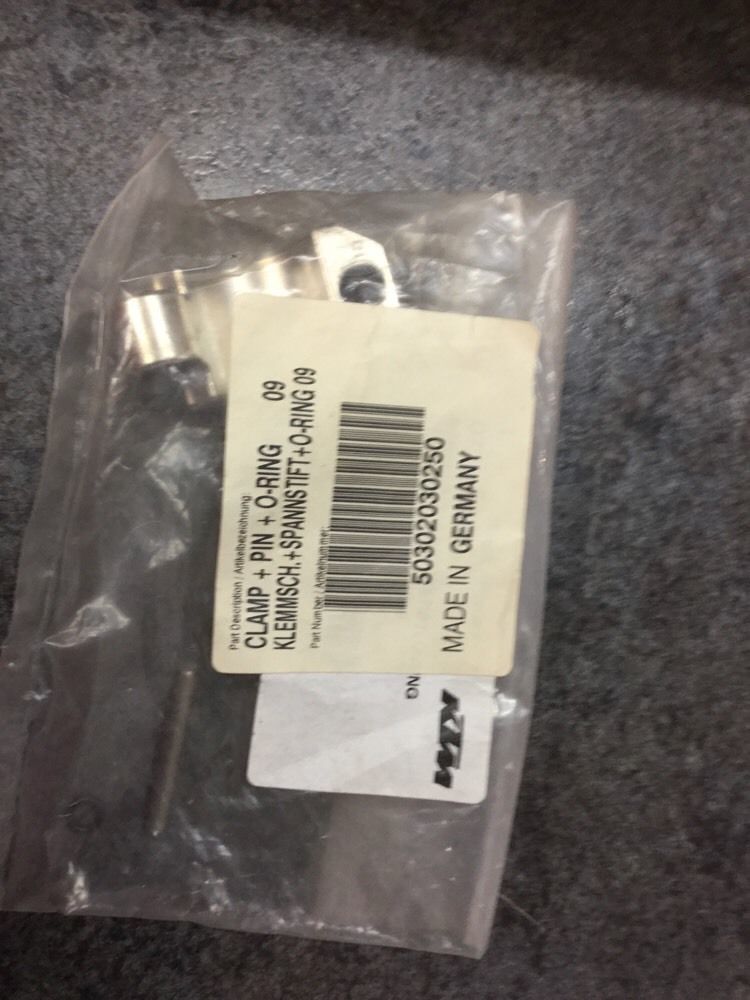 Part Description / Artikelbezeichnung:
CLAMP + PIN + O-RING 09
KLEMMSCH.+SPANNSTIFT+O-RING 09
Part Number / Artikelnummer:
50302030250
MADE IN GERMANY
NG
KTM